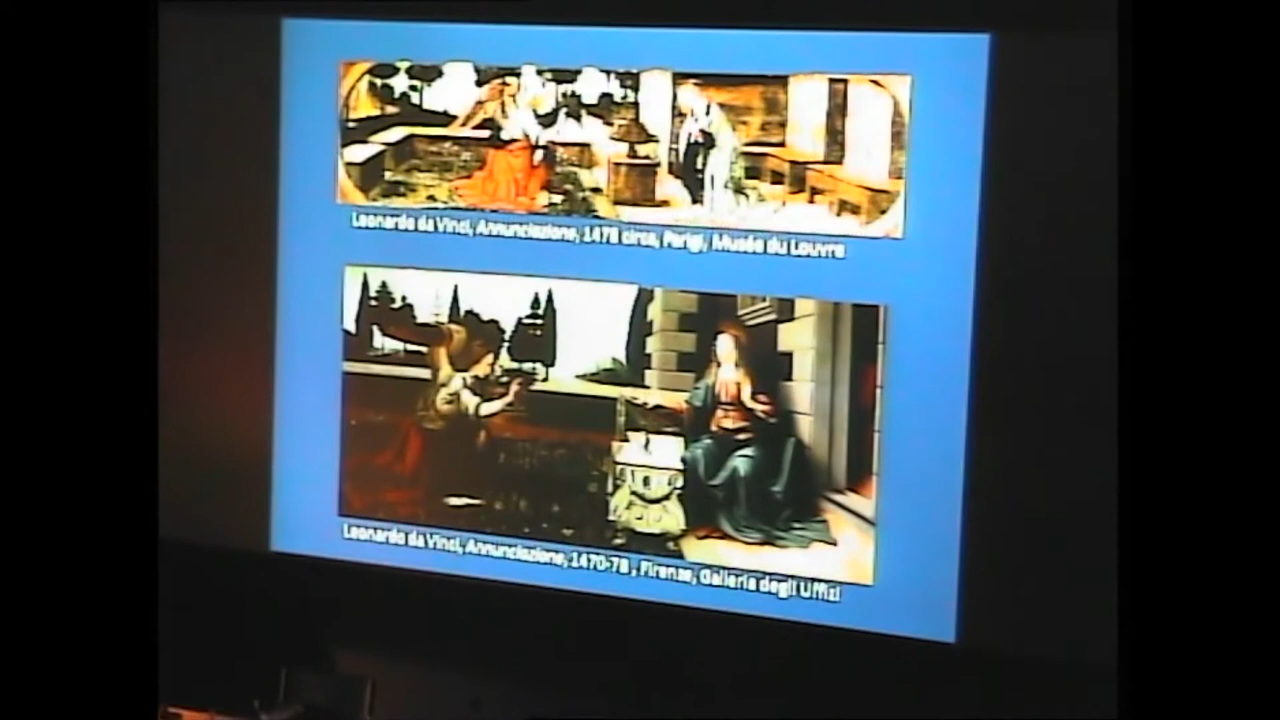 Leonardo da Vinci, Annunciazione, 1478 circa, Parigi, Musée du Louvre
Leonardo da Vinci, Annunciazione, 1470-78 , Firenze, Galleria degli Uffizi